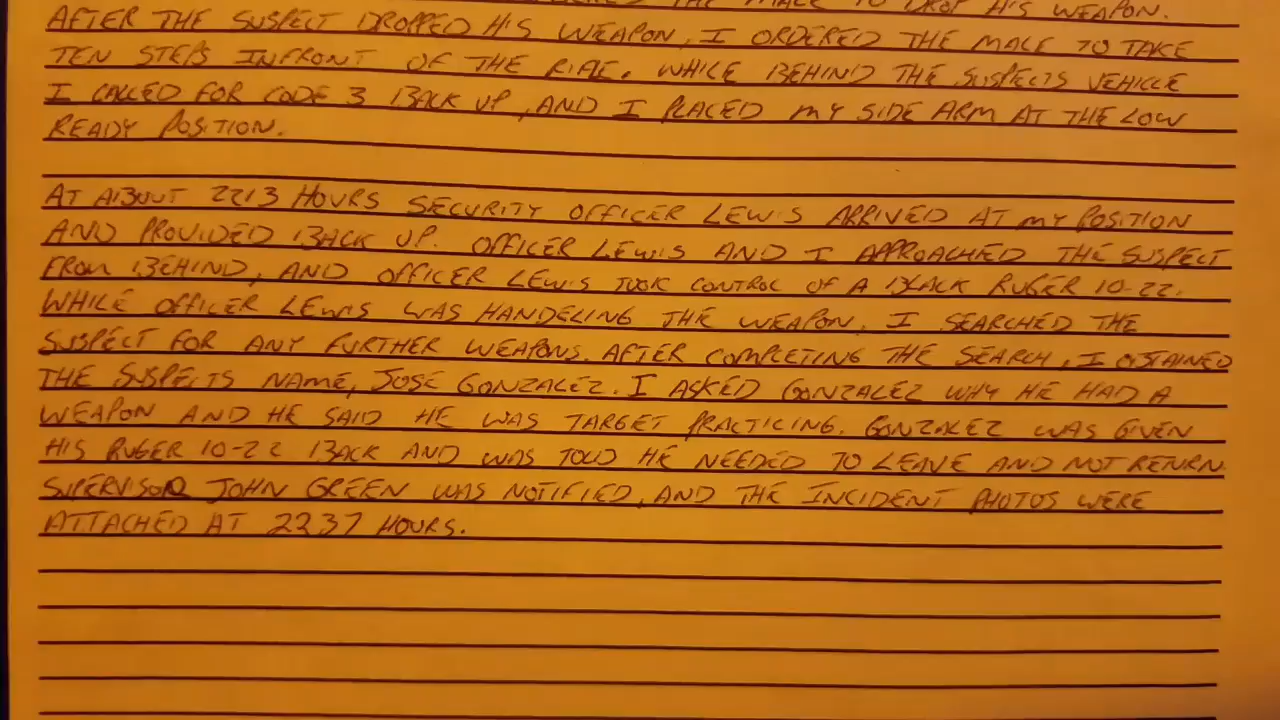 THE MALE TO DROP HIS WEAPON.
AFTER THE SUSPECT DROPPED HIS WEAPON, I ORDERED THE MALE TO TAKE
TEN STEPS INFRONT OF THE RIFLE. WHILE BEHIND THE SUSPECTS VEHICLE
I CALLED FOR CODE 3 BACK UP, AND I PLACED MY SIDE ARM AT THE LOW
READY POSITION.
AT ABOUT 2213 HOURS SECURITY OFFICER LEWIS ARRIVED AT MY POSITION
AND PROVIDED BACK UP. OFFICER LEWIS AND I APPROACHED THE SUSPECT
FROM BEHIND, AND OFFICER LEWIS TOOK CONTROL OF A BLACK RUGER 10-22.
WHILE OFFICER LEWIS WAS HANDELING THE WEAPON, I SEARCHED THE
SUSPECT FOR ANY FURTHER WEAPONS. AFTER COMPLETING THE SEARCH, I OBTAINED
THE SUSPECTS NAME, JOSE GONZALEZ. I ASKED GONZALEZ WHY HE HAD A
WEAPON AND HE SAID HE WAS TARGET PRACTICING. GONZALEZ WAS GIVEN
HIS RUGER 10-22 BACK AND WAS TOLD HE NEEDED TO LEAVE AND NOT RETURN.
SUPERVISOR JOHN GREEN WAS NOTIFIED, AND THE INCIDENT PHOTOS WERE
ATTACHED AT 2237 HOURS.